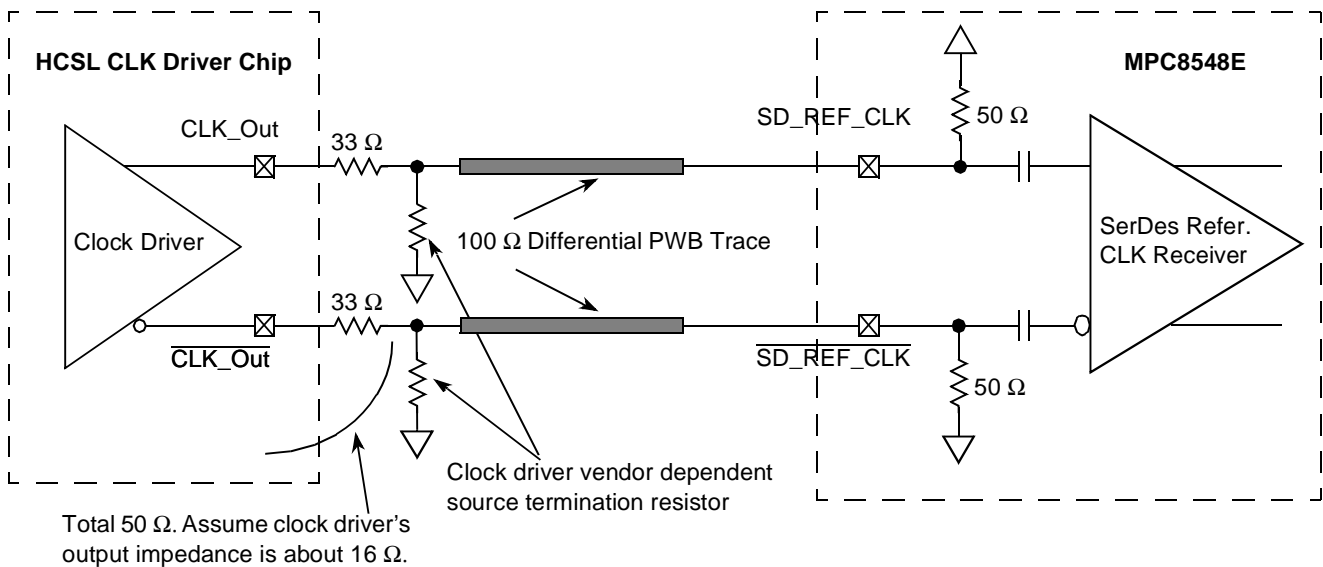 HCSL CLK Driver Chip
MPC8548E
CLK_Out
33 Ω
SD_REF_CLK
50 Ω
Clock Driver
100 Ω Differential PWB Trace
SerDes Refer.
CLK Receiver
33 Ω
CLK_Out
SD_REF_CLK
50 Ω
Clock driver vendor dependent
source termination resistor
Total 50 Ω. Assume clock driver's
output impedance is about 16 Ω.